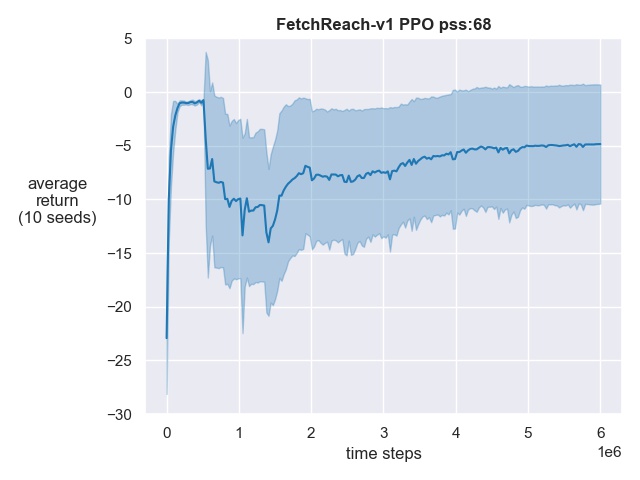 FetchReach-v1 PPO pss:68
5
0
−5
−10
−15
−20
−25
−30
average
return
(10 seeds)
0 1 2 3 4 5 6
1e6
time steps